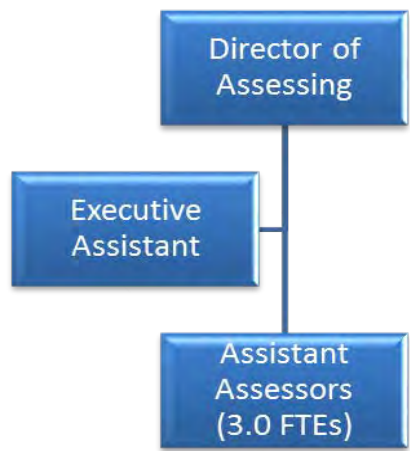 Director of
Assessing
Executive
Assistant
Assistant
Assessors
(3.0 FTEs)